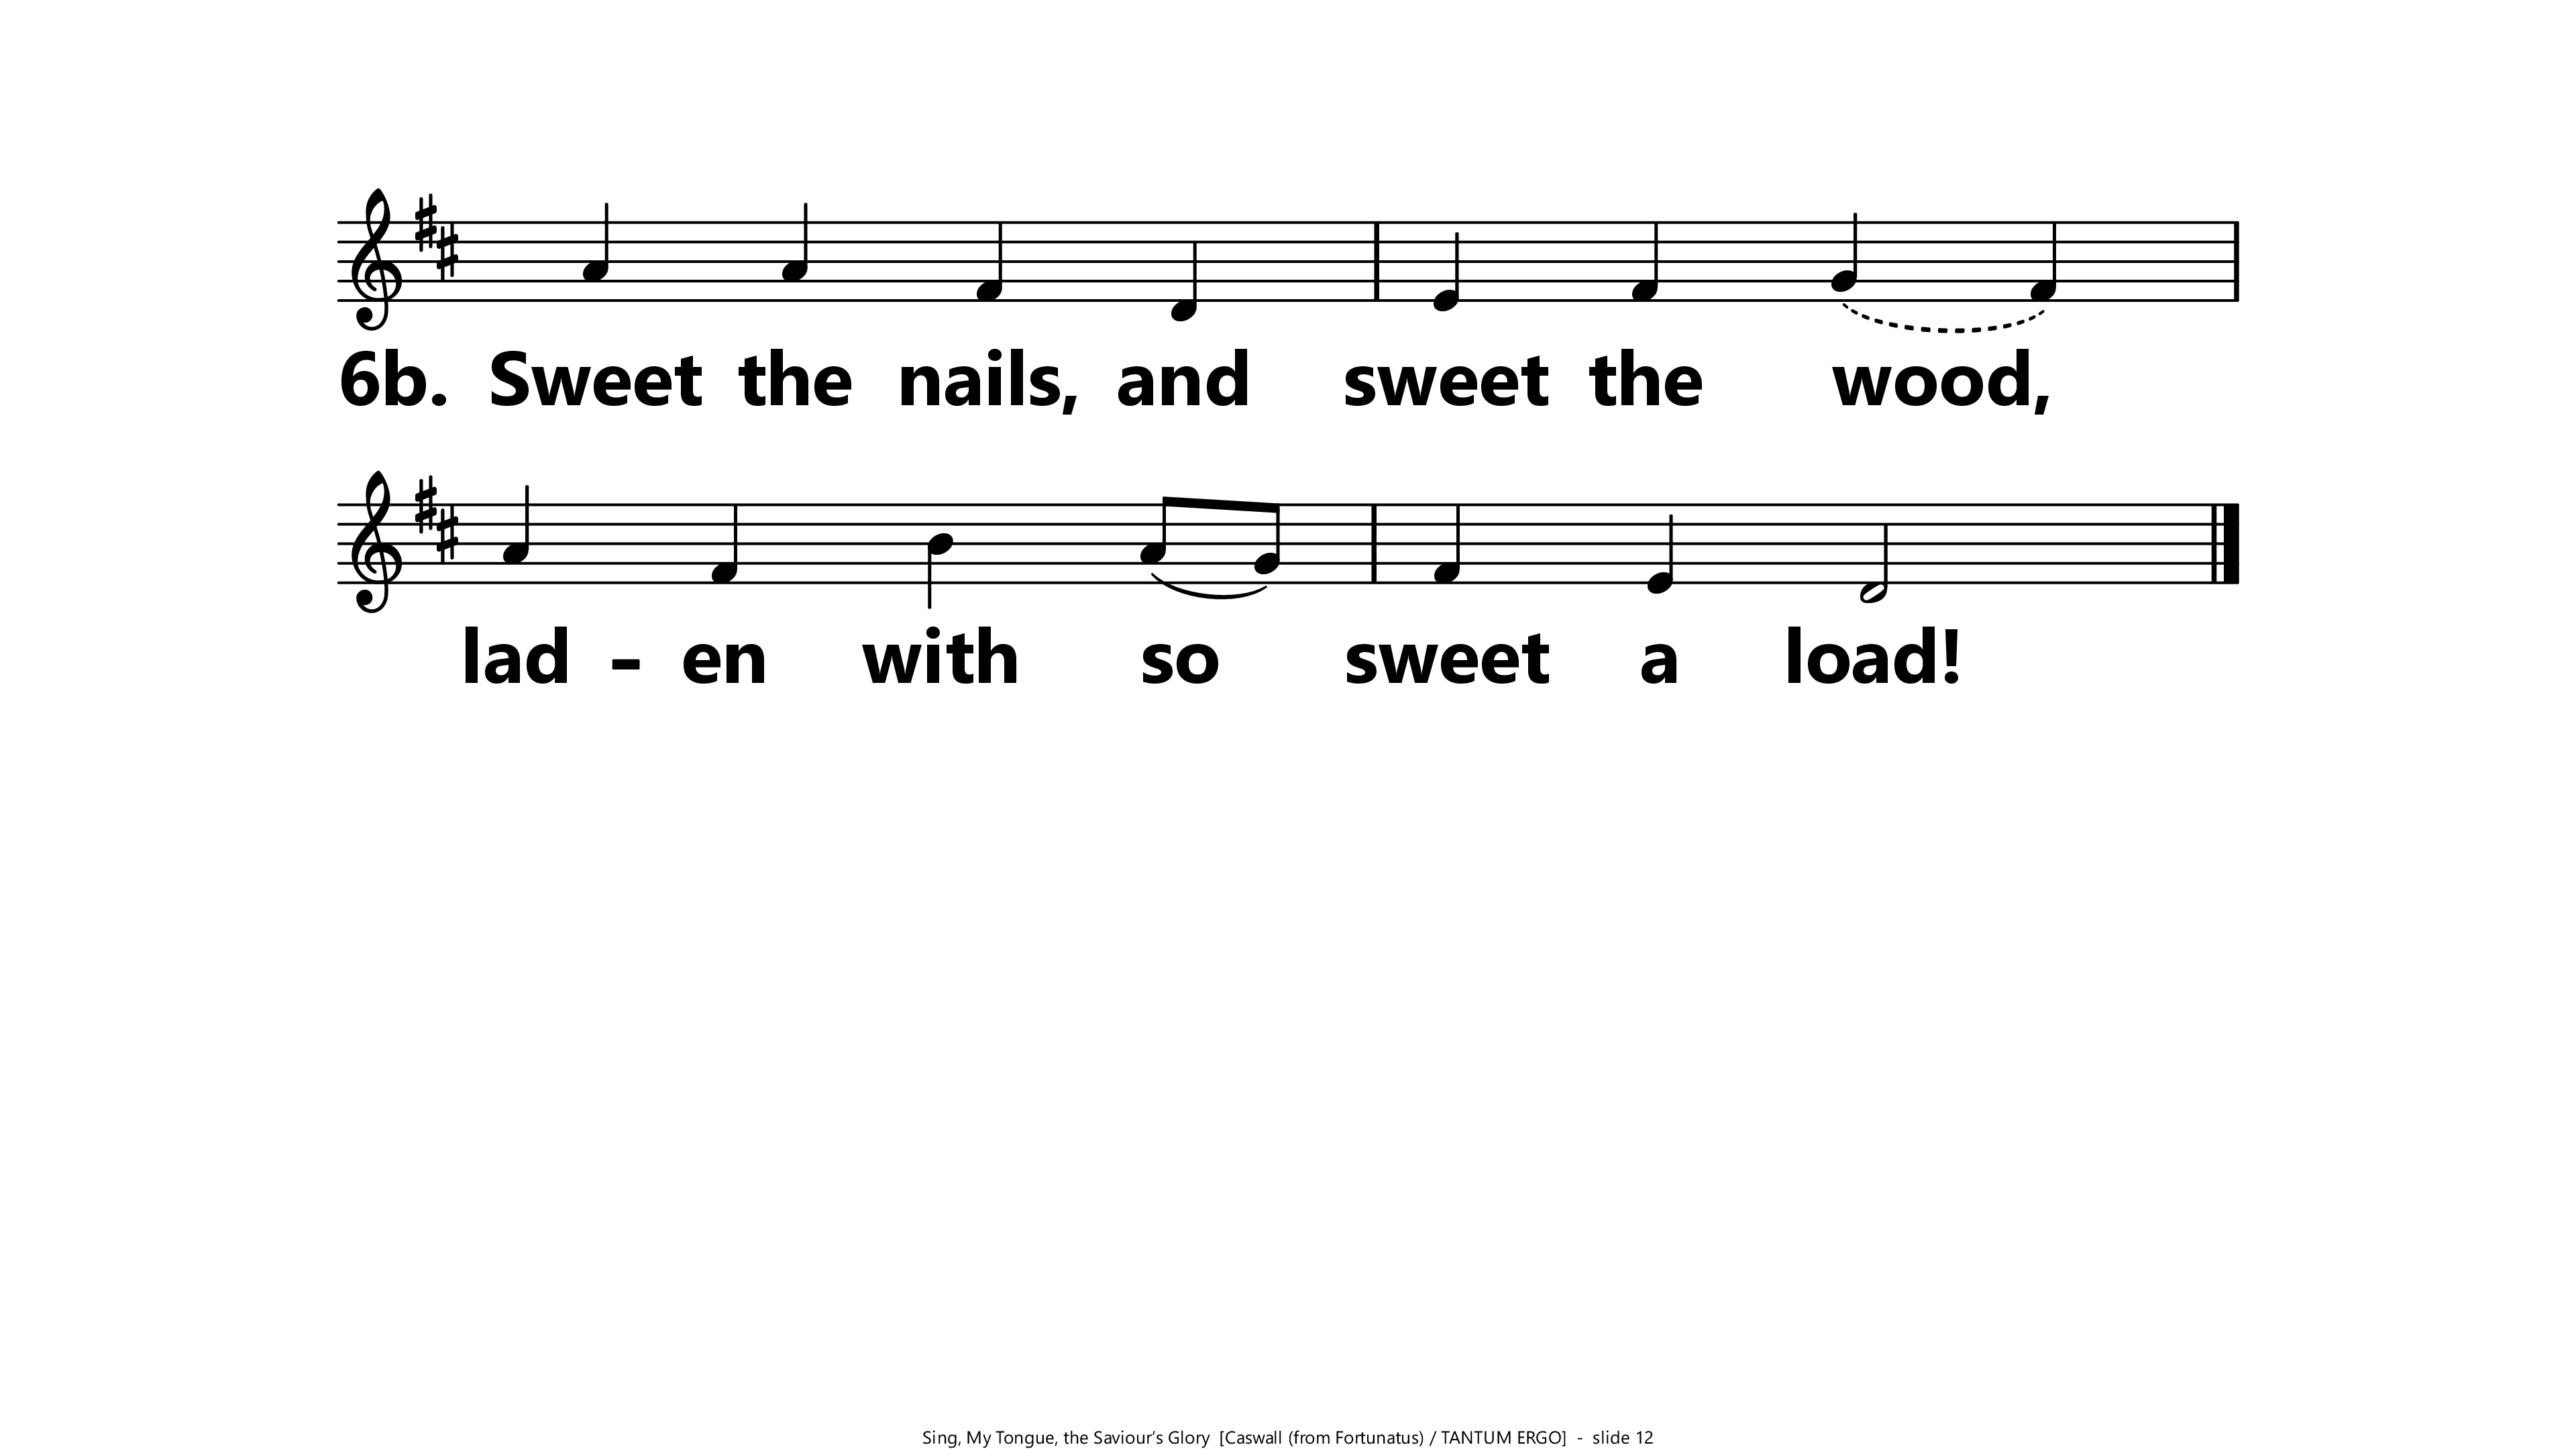 6b. Sweet the nails, and sweet the wood,
lad - en with so sweet a load!
Sing, My Tongue, the Saviour’s Glory [Caswall (from Fortunatus) / TANTUM ERGO] - slide 12